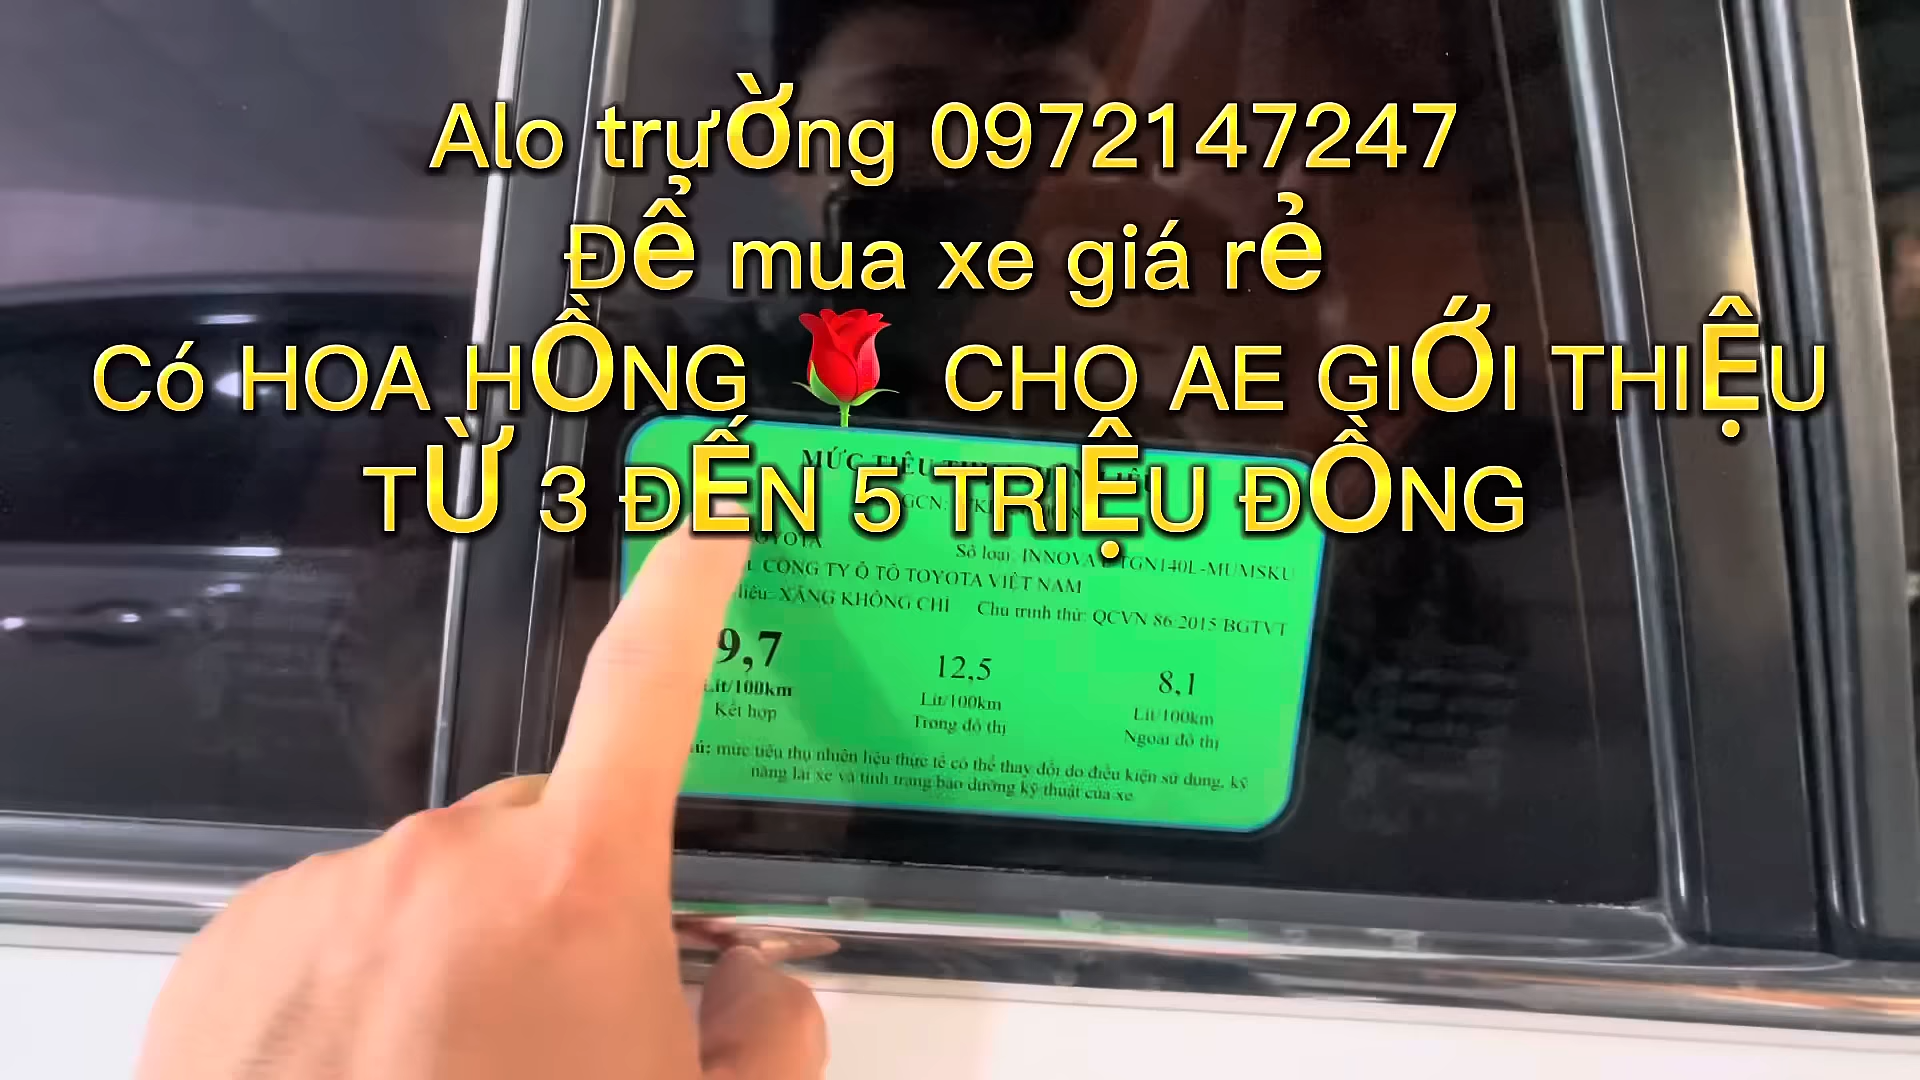 Alo trường 0972147247
Để mua xe giá rẻ
Có HOA HỒNG 🌹 CHO AE GIỚI THIỆU
TỪ 3 ĐẾN 5 TRIỆU ĐỒNG
MỨC TIÊU
GCN:
OYOTA Số loại: INNOVA E TGN140L-MUMSKU
CÔNG TY Ô TÔ TOYOTA VIỆT NAM
liệu: XĂNG KHÔNG CHÌ Chu trình thử: QCVN 86:2015 BGTVT
9,7 12,5 8,1
Lít/100km Lít/100km Lít/100km
Kết hợp Trong đô thị Ngoài đô thị
ú: mức tiêu thụ nhiên liệu thực tế có thể thay đổi do điều kiện sử dụng, kỹ
năng lái xe và tình trạng bảo dưỡng kỹ thuật của xe